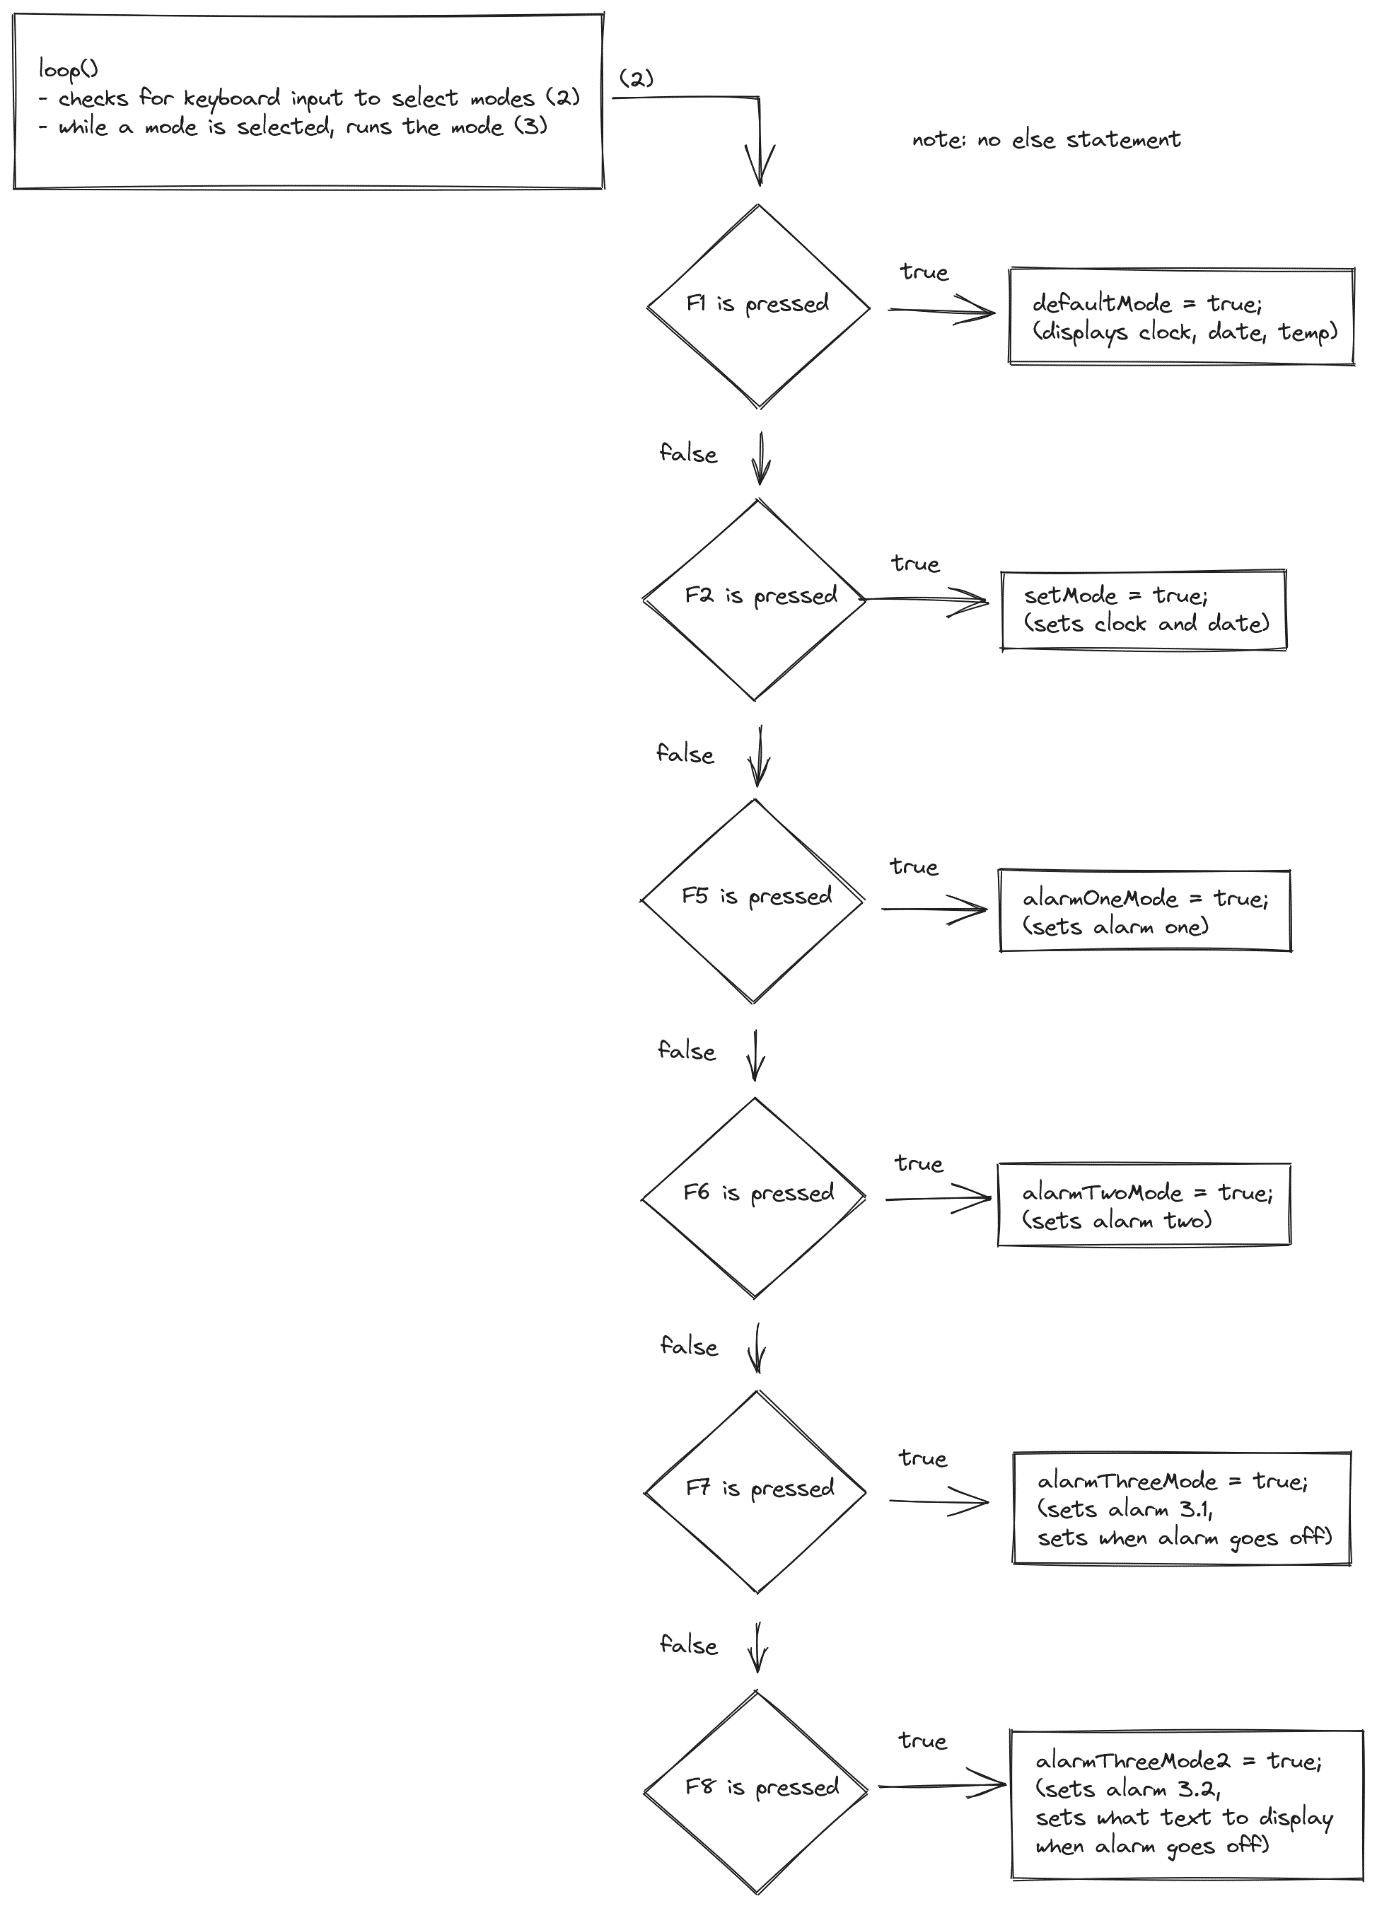 loop()
- checks for keyboard input to select modes (2)
- while a mode is selected, runs the mode (3)
(2)
note: no else statement
F1 is pressed
true
defaultMode = true;
(displays clock, date, temp)
false
F2 is pressed
true
setMode = true;
(sets clock and date)
false
F5 is pressed
true
alarmOneMode = true;
(sets alarm one)
false
F6 is pressed
true
alarmTwoMode = true;
(sets alarm two)
false
F7 is pressed
true
alarmThreeMode = true;
(sets alarm 3.1,
sets when alarm goes off)
false
F8 is pressed
true
alarmThreeMode2 = true;
(sets alarm 3.2,
sets what text to display
when alarm goes off)